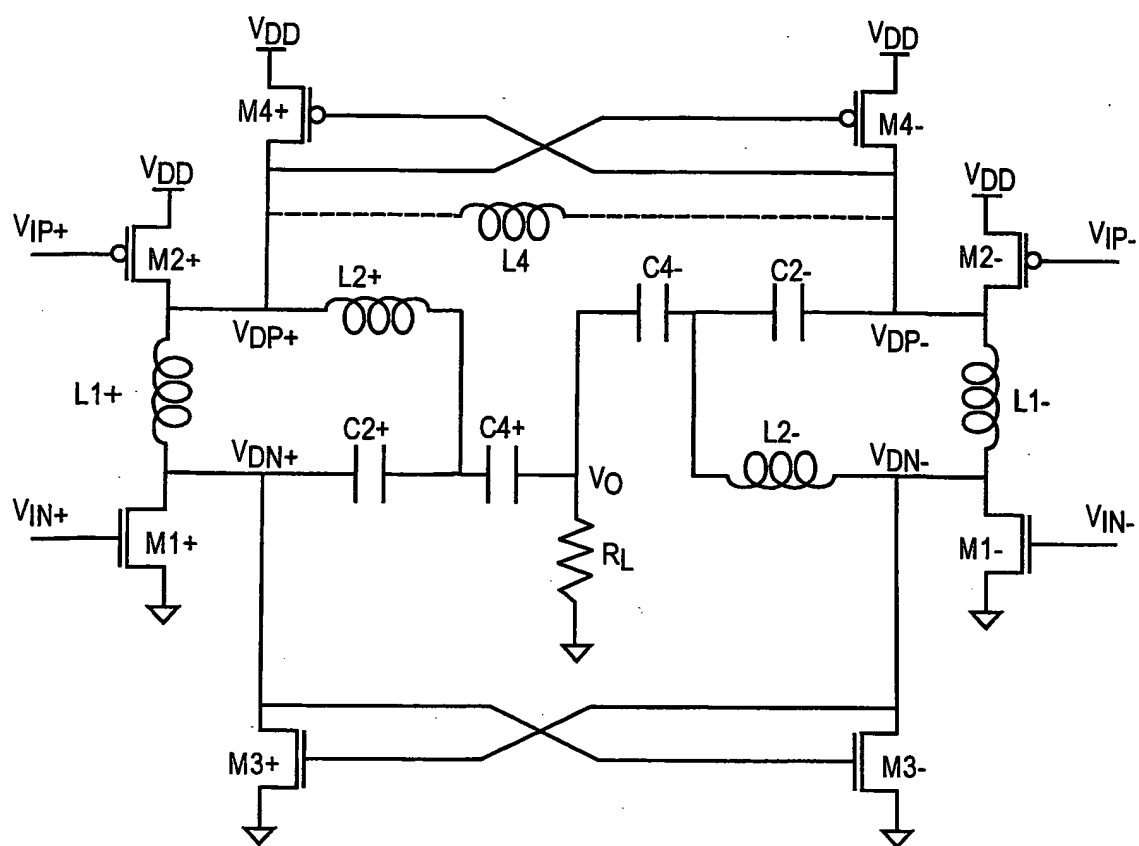 VDD
VDD
M4+
M4-
VDD
VDD
VIP+
VIP-
M2+
M2-
L4
L2+
C4-
C2-
VDP+
VDP-
L1+
L1-
C2+
C4+
L2-
VDN+
VDN-
VO
VIN+
VIN-
M1+
M1-
RL
M3+
M3-